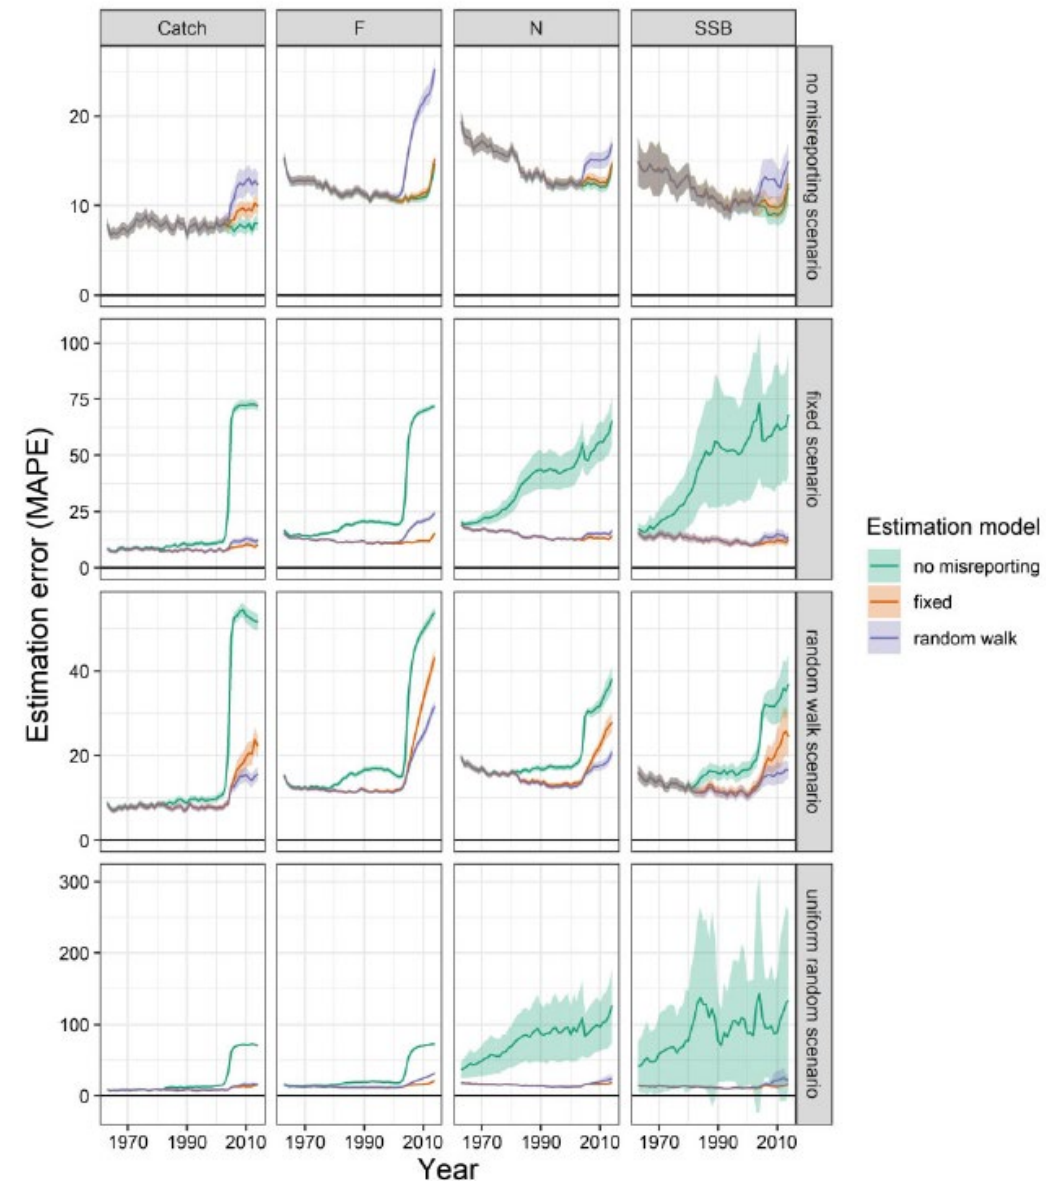 Catch F N SSB
20
10
0
no misreporting scenario
100
75
50
25
0
fixed scenario
Estimation error (MAPE)
40
20
0
random walk scenario
300
200
100
0
uniform random scenario
1970 1990 2010 1970 1990 2010 1970 1990 2010 1970 1990 2010
Year
Estimation model
no misreporting
fixed
random walk